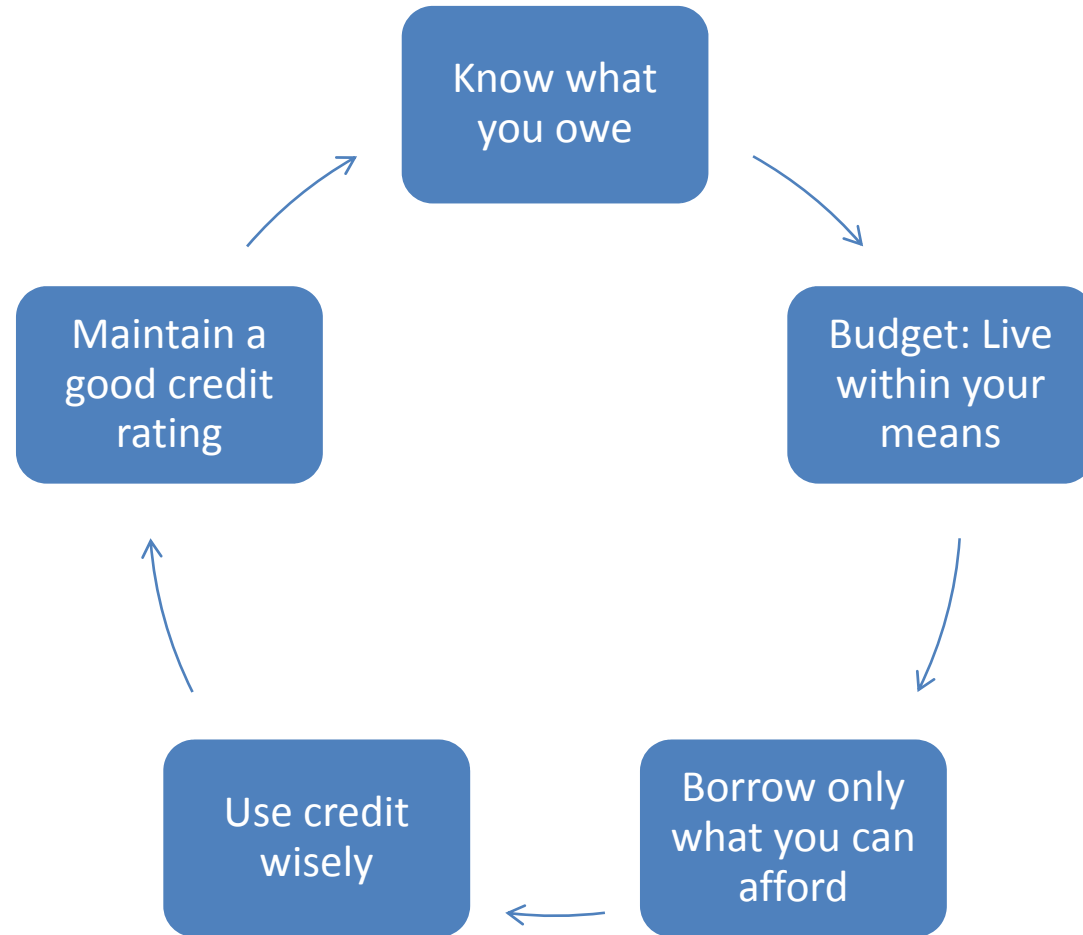 Know what
you owe
Budget: Live
within your
means
Borrow only
what you can
afford
Use credit
wisely
Maintain a
good credit
rating